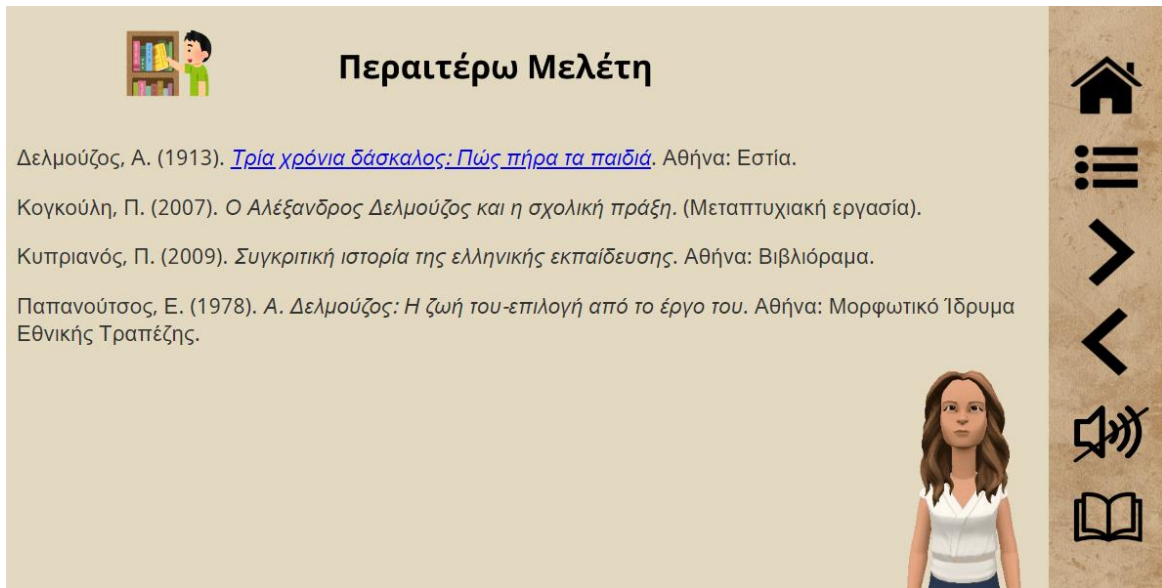 Περαιτέρω Μελέτη
Δελμούζος, Α. (1913). Τρία χρόνια δάσκαλος: Πώς πήρα τα παιδιά. Αθήνα: Εστία.
Κογκούλη, Π. (2007). Ο Αλέξανδρος Δελμούζος και η σχολική πράξη. (Μεταπτυχιακή εργασία).
Κυπριανός, Π. (2009). Συγκριτική ιστορία της ελληνικής εκπαίδευσης. Αθήνα: Βιβλιόραμα.
Παπανούτσος, Ε. (1978). Α. Δελμούζος: Η ζωή του-επιλογή από το έργο του. Αθήνα: Μορφωτικό Ίδρυμα
Εθνικής Τραπέζης.